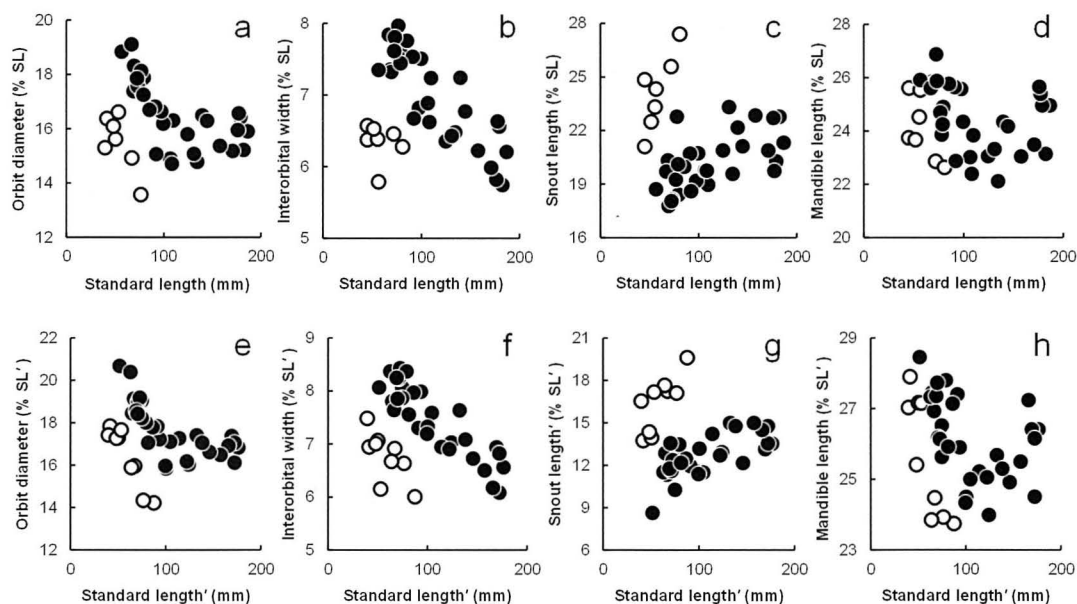 a
Orbit diameter (% SL)
20
18
16
14
12
0
100
200
Standard length (mm)
b
Interorbital width (% SL)
8
7
6
5
0
100
200
Standard length (mm)
c
Snout length (% SL)
28
25
22
19
16
0
100
200
Standard length (mm)
d
Mandible length (% SL)
28
26
24
22
20
0
100
200
Standard length (mm)
e
Orbit diameter (% SL′)
22
20
18
16
14
12
0
100
200
Standard length′ (mm)
f
Interorbital width (% SL′)
9
8
7
6
5
0
100
200
Standard length′ (mm)
g
Snout length′ (% SL′)
21
18
15
12
9
6
0
100
200
Standard length′ (mm)
h
Mandible length′ (% SL′)
29
27
25
23
0
100
200
Standard length′ (mm)